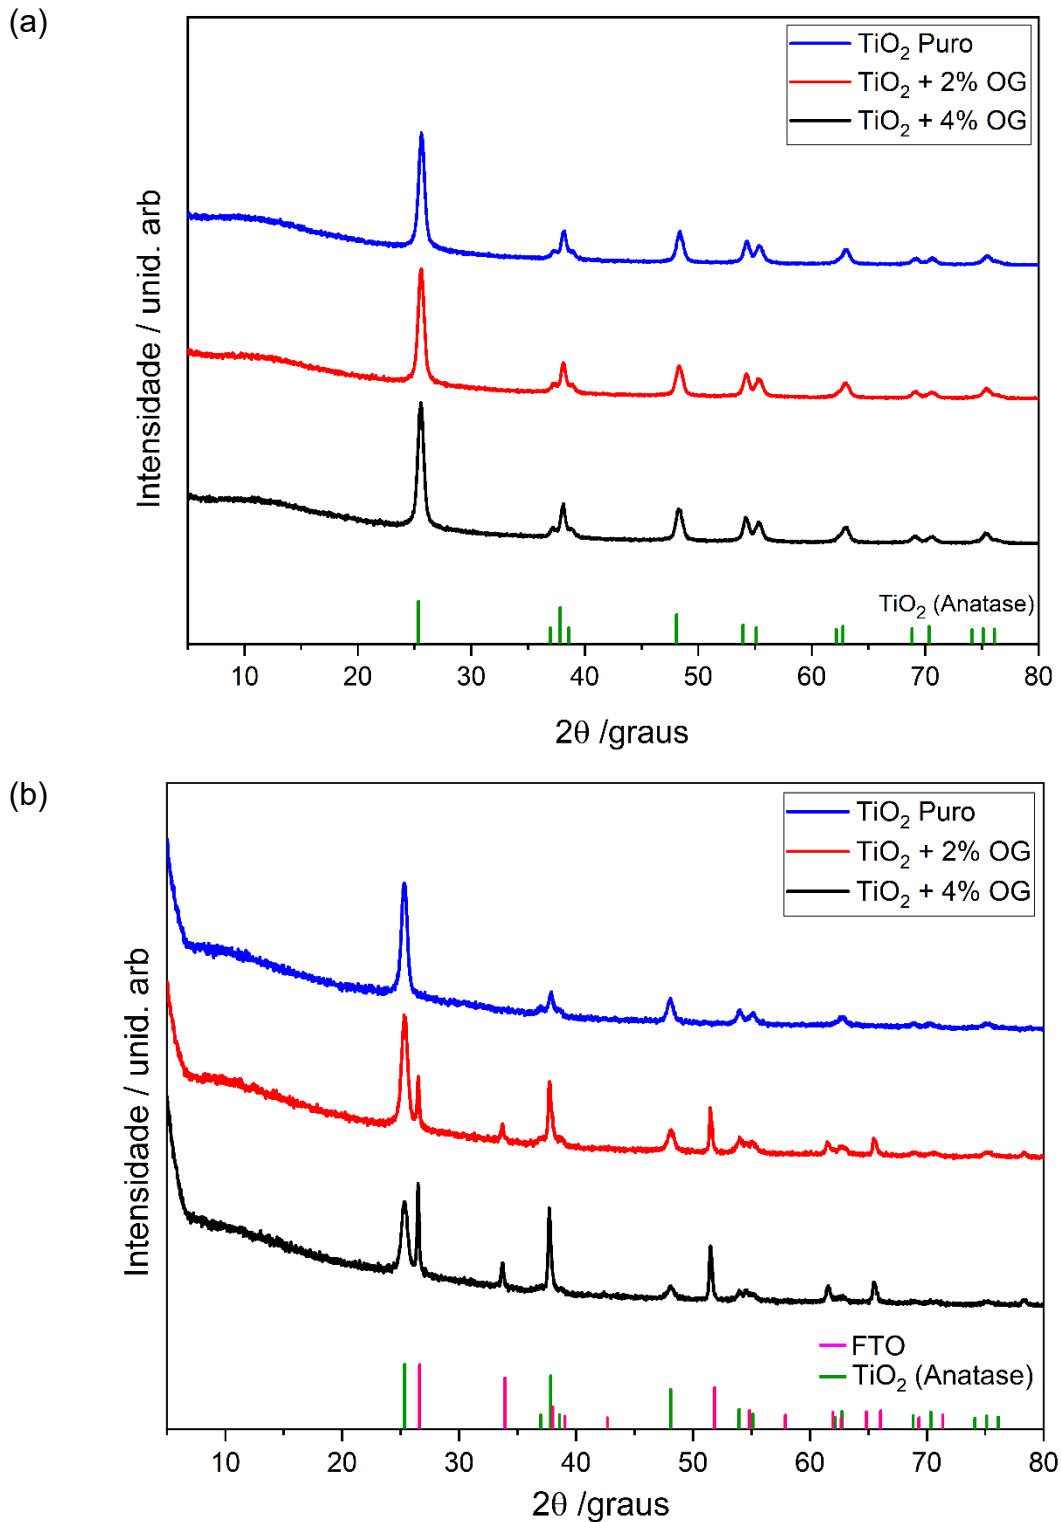 (a)
TiO2 Puro
TiO2 + 2% OG
TiO2 + 4% OG
Intensidade / unid. arb
TiO2 (Anatase)
10 20 30 40 50 60 70 80
2θ /graus
(b)
TiO2 Puro
TiO2 + 2% OG
TiO2 + 4% OG
Intensidade / unid. arb
FTO
TiO2 (Anatase)
10 20 30 40 50 60 70 80
2θ /graus